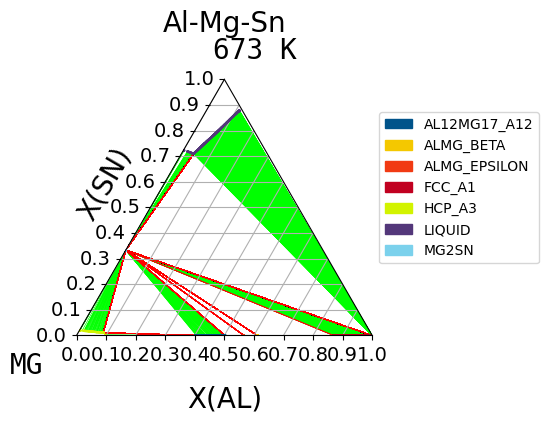 Al-Mg-Sn
673 K
1.0
0.9
0.8
0.7
0.6
0.5
0.4
0.3
0.2
0.1
0.0
X(SN)
0.00.10.20.30.40.50.60.70.80.91.0
MG
X(AL)
AL12MG17_A12
ALMG_BETA
ALMG_EPSILON
FCC_A1
HCP_A3
LIQUID
MG2SN